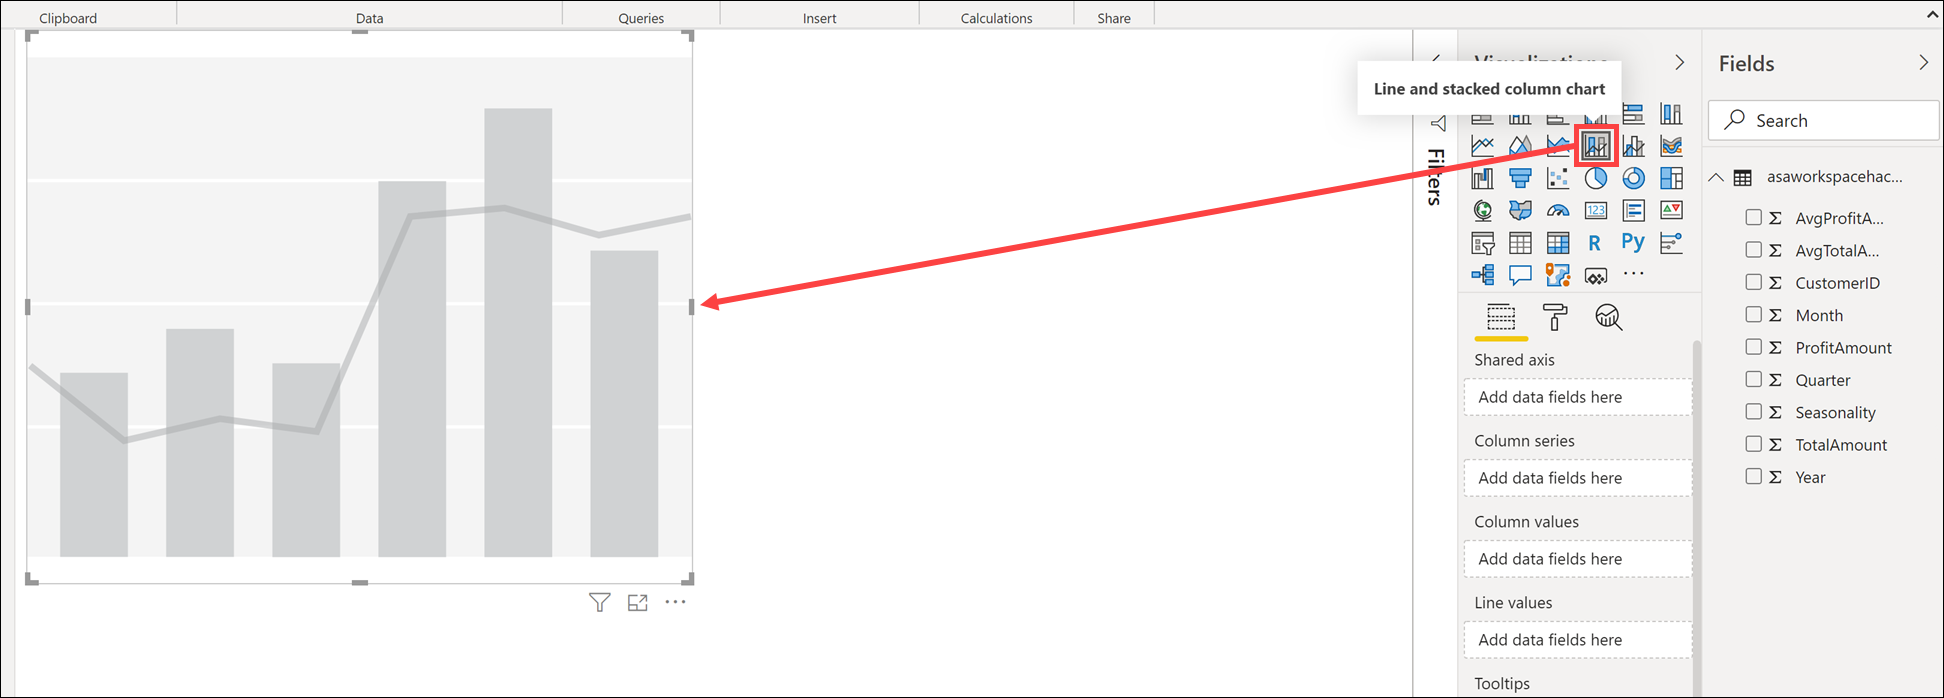 Clipboard
Data
Queries
Insert
Calculations
Share
Line and stacked column chart
Filters
R
Py
123
Shared axis
Add data fields here
Column series
Add data fields here
Column values
Add data fields here
Line values
Add data fields here
Tooltips
Fields
Search
asaworkspacehac...
AvgProfitA...
AvgTotalA...
CustomerID
Month
ProfitAmount
Quarter
Seasonality
TotalAmount
Year